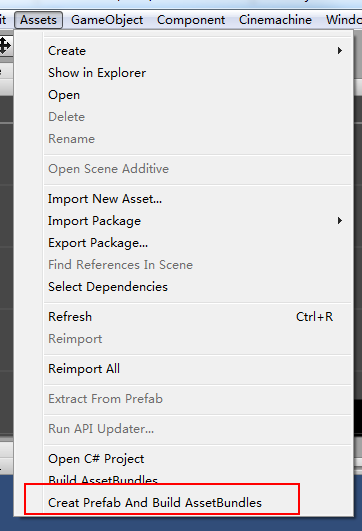 it Assets GameObject Component Cinemachine Windo
Create
Show in Explorer
Open
Delete
Rename
Open Scene Additive
Import New Asset...
Import Package
Export Package...
Find References In Scene
Select Dependencies
Refresh Ctrl+R
Reimport
Reimport All
Extract From Prefab
Run API Updater...
Open C# Project
Build AssetBundles
Creat Prefab And Build AssetBundles